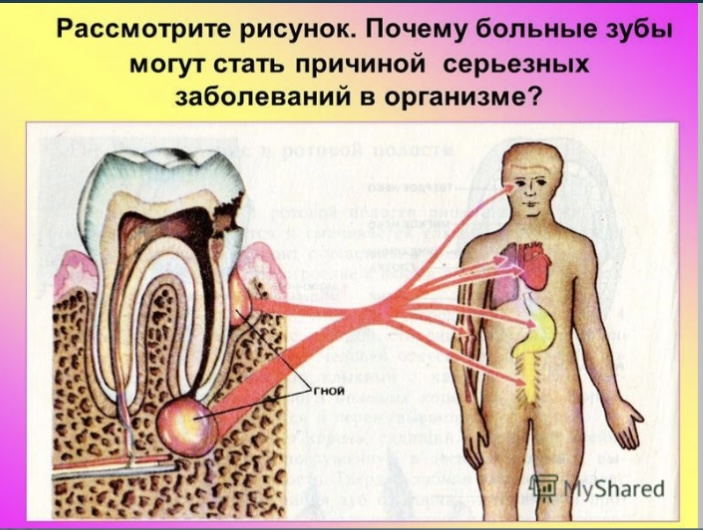 Рассмотрите рисунок. Почему больные зубы
могут стать причиной  серьезных
заболеваний в организме?
гной
MyShared